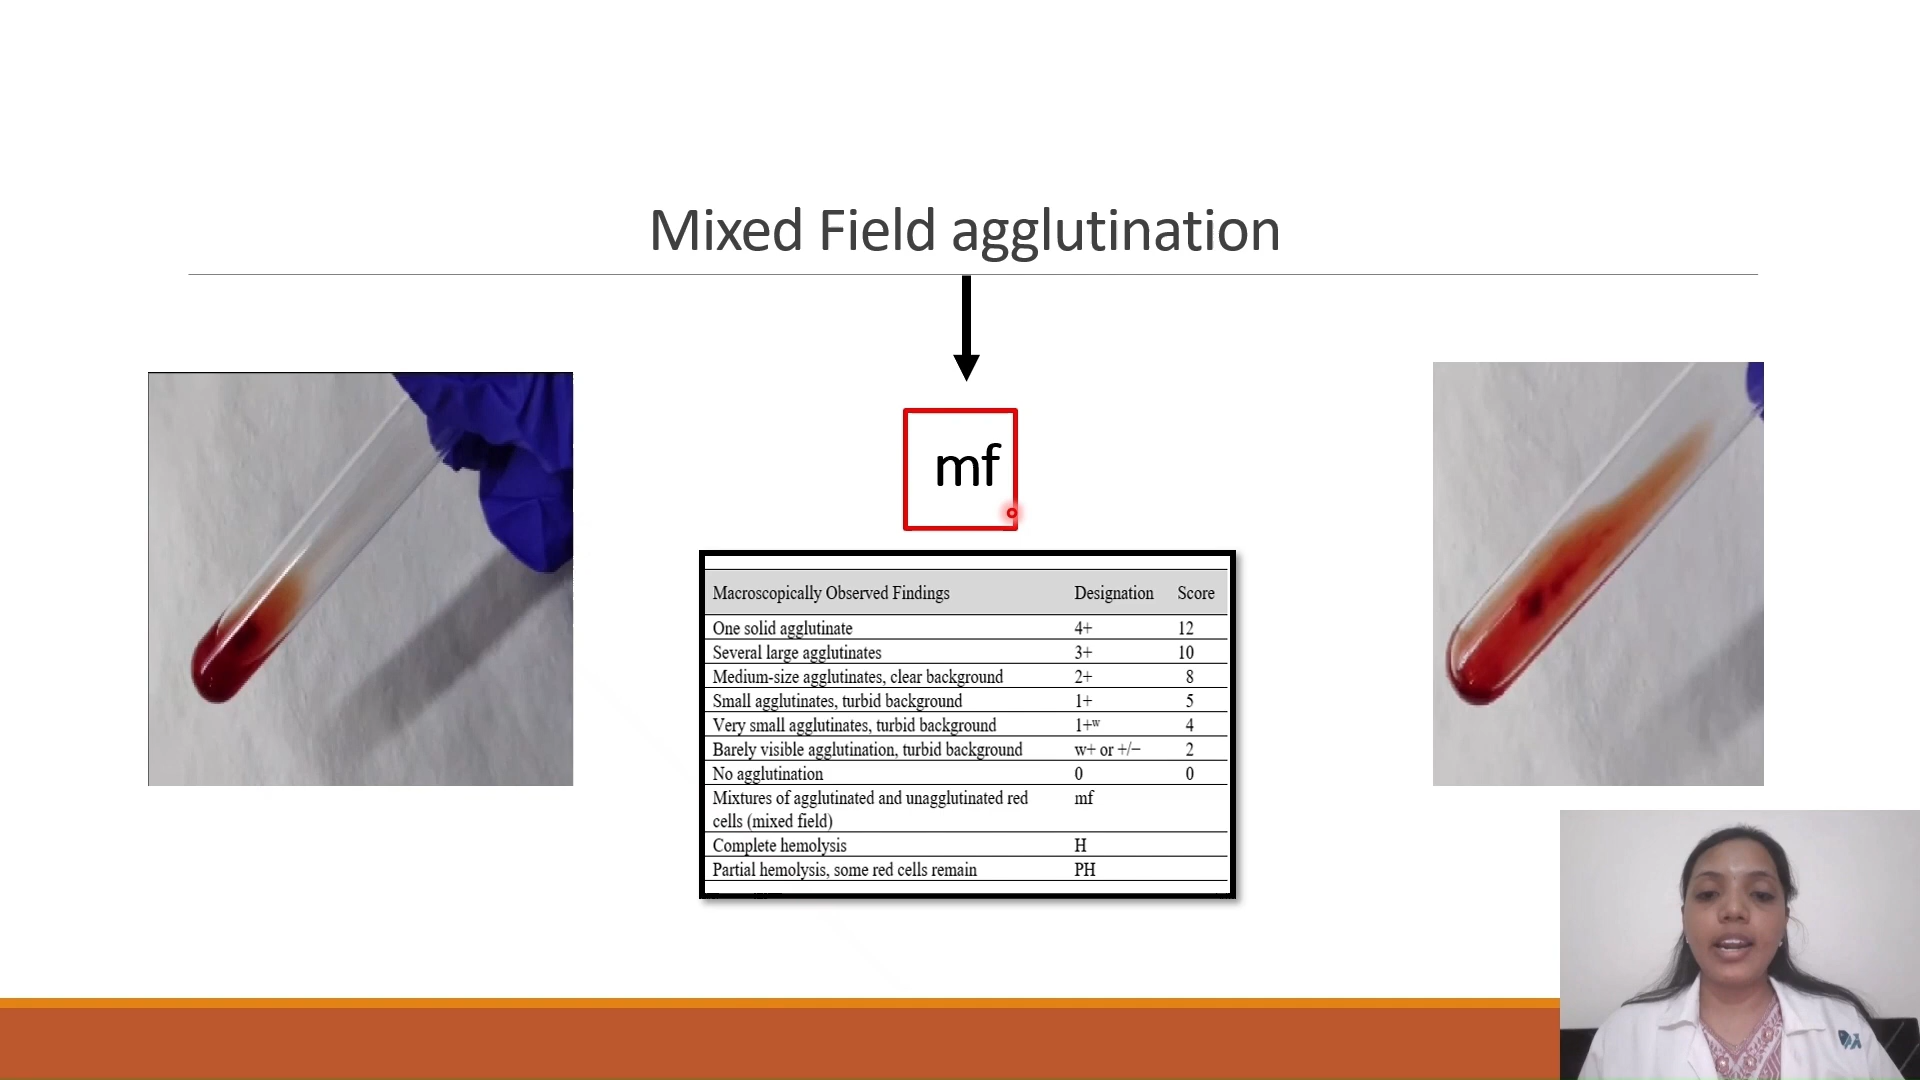 Mixed Field agglutination
mf
Macroscopically Observed Findings Designation Score
One solid agglutinate 4+ 12
Several large agglutinates 3+ 10
Medium-size agglutinates, clear background 2+ 8
Small agglutinates, turbid background 1+ 5
Very small agglutinates, turbid background 1+ʷ 4
Barely visible agglutination, turbid background w+ or +/− 2
No agglutination 0 0
Mixtures of agglutinated and unagglutinated red mf
cells (mixed field)
Complete hemolysis H
Partial hemolysis, some red cells remain PH